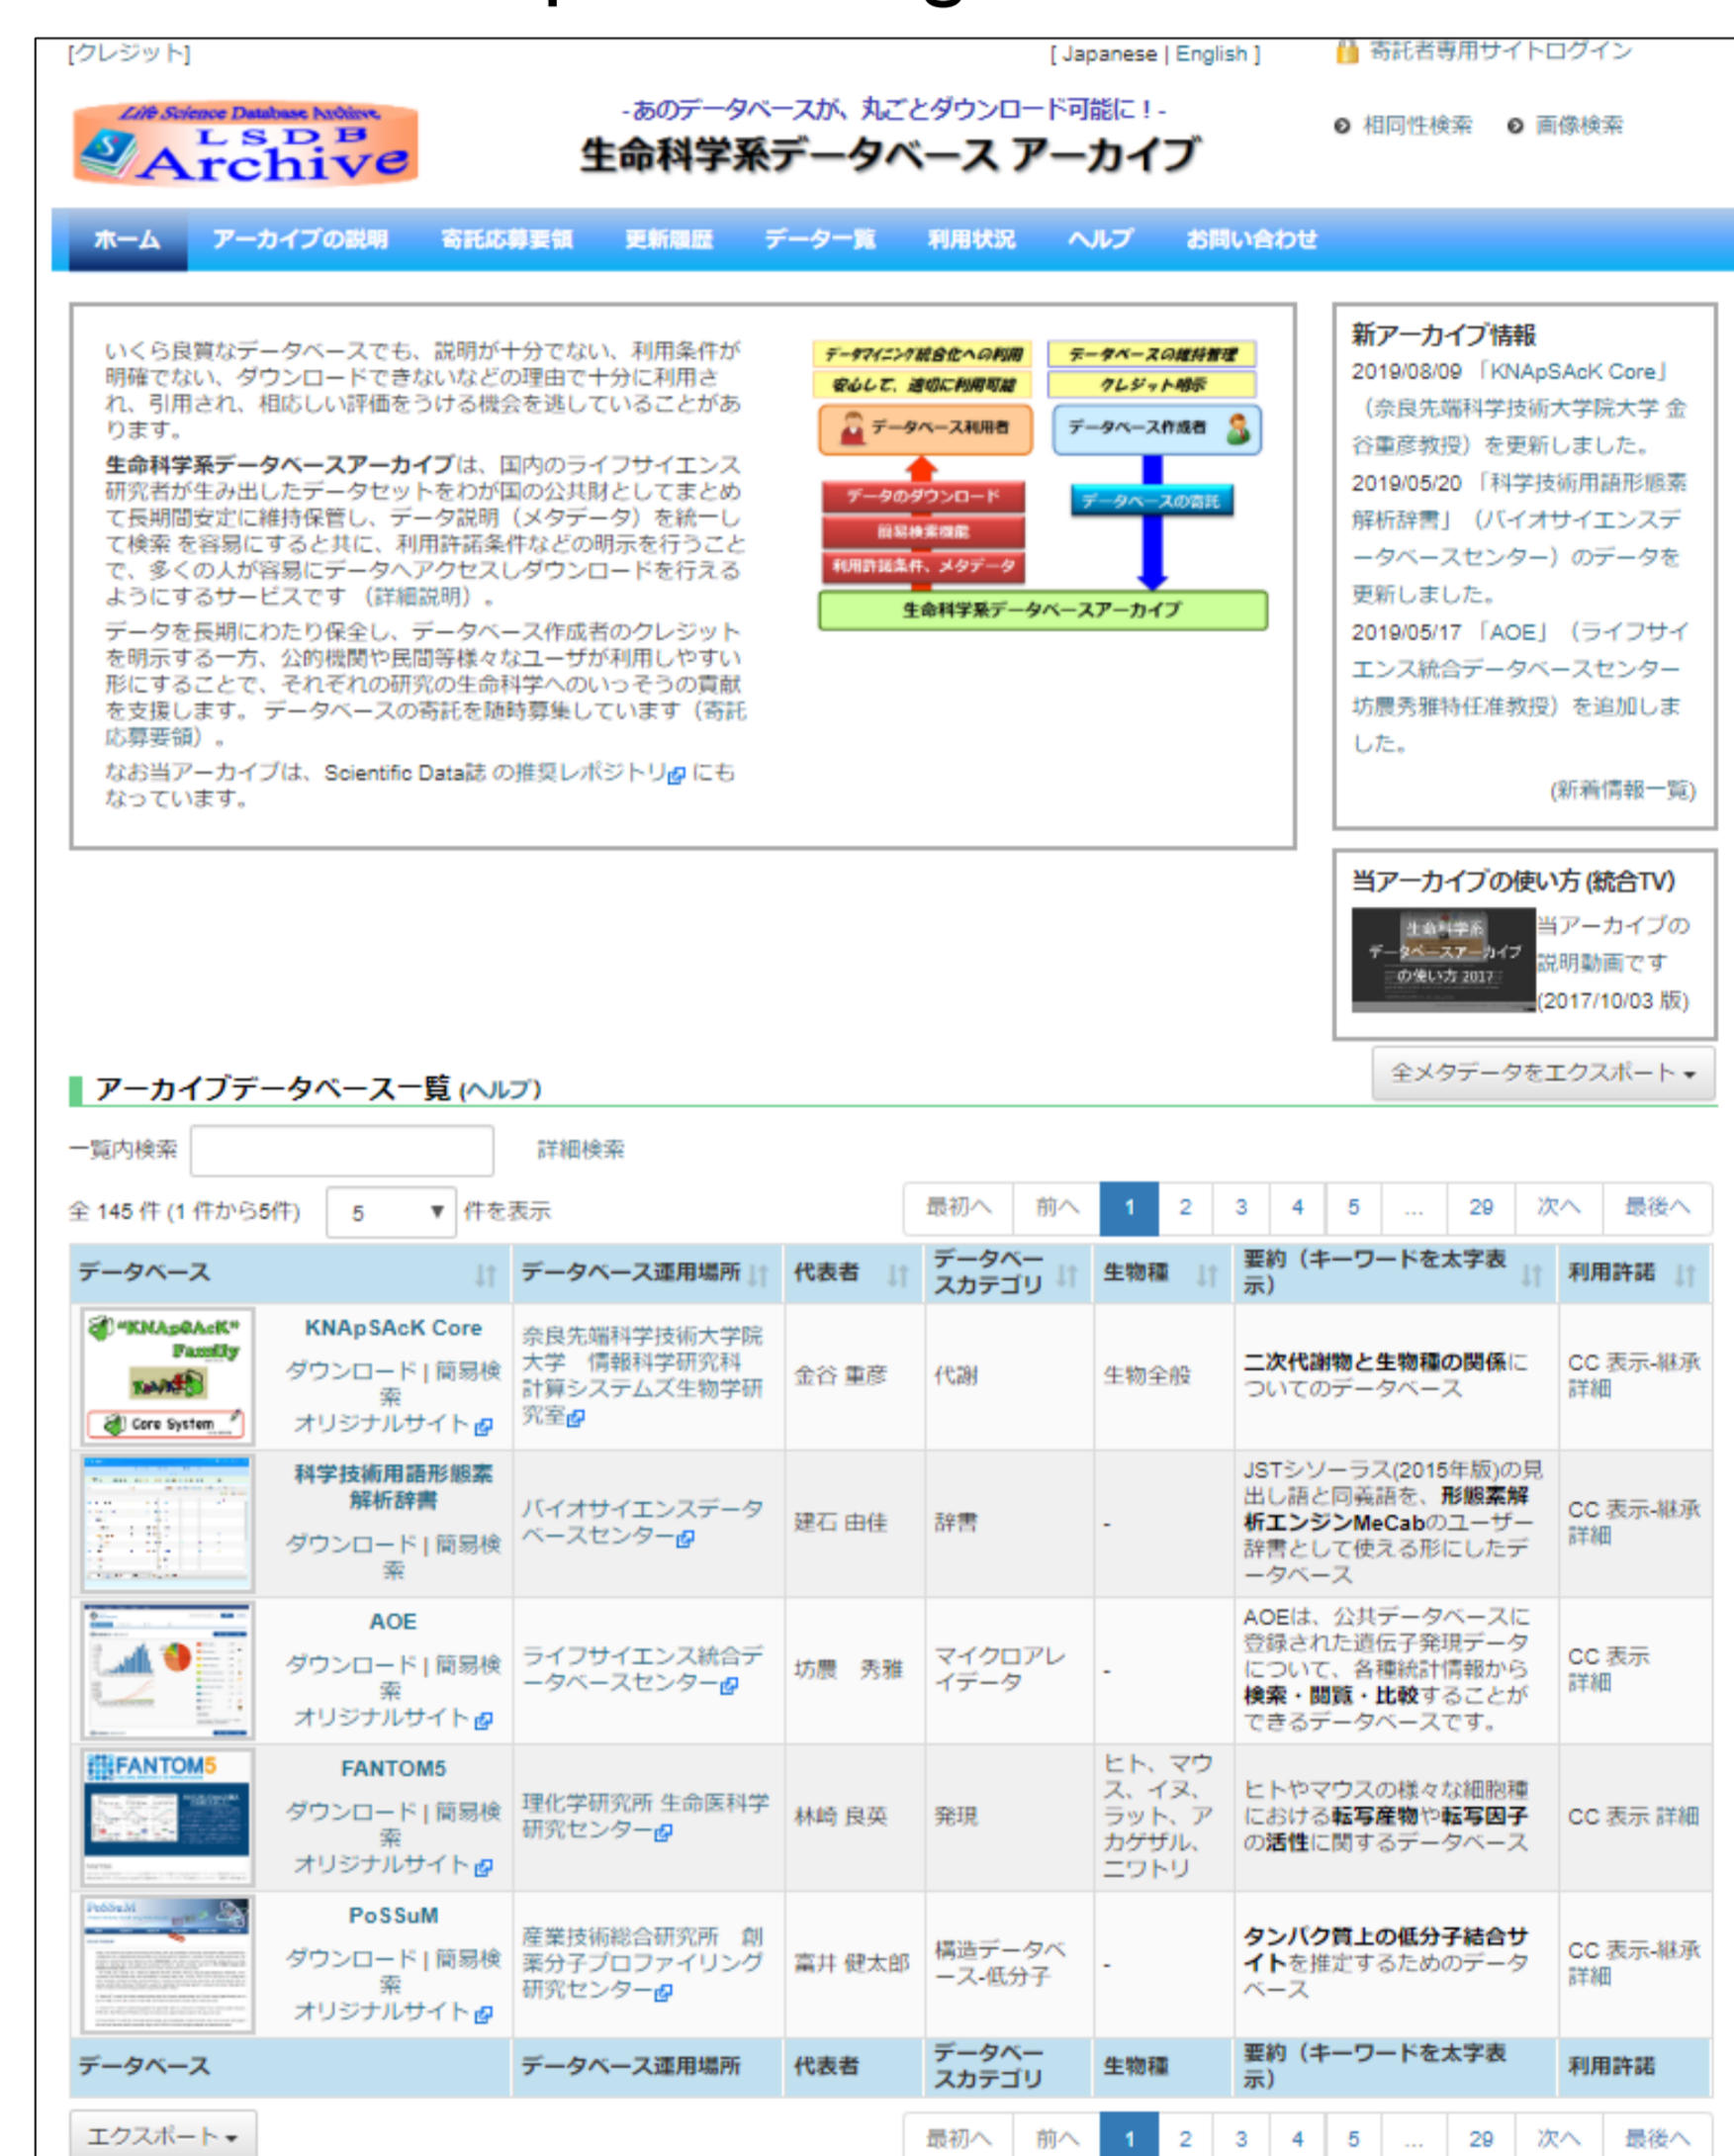 [クレジット]
[ Japanese | English ]
寄託者専用サイトログイン
Life Science Database Archive
LSDB
Archive
-あのデータベースが、丸ごとダウンロード可能に！-
生命科学系データベース アーカイブ
相同性検索 画像検索
ホーム アーカイブの説明 寄託応募要領 更新履歴 データ一覧 利用状況 ヘルプ お問い合わせ
いくら良質なデータベースでも、説明が十分でない、利用条件が
明確でない、ダウンロードできないなどの理由で十分に利用さ
れ、引用され、相応しい評価をうける機会を逃していることがあ
ります。
生命科学系データベースアーカイブは、国内のライフサイエンス
研究者が生み出したデータセットをわが国の公共財としてまとめ
て長期間安定に維持保管し、データ説明（メタデータ）を統一し
て検索 を容易にすると共に、利用許諾条件などの明示を行うこと
で、多くの人が容易にデータへアクセスしダウンロードを行える
ようにするサービスです （詳細説明）。
データを長期にわたり保全し、データベース作成者のクレジット
を明示する一方、公的機関や民間等様々なユーザが利用しやすい
形にすることで、それぞれの研究の生命科学へのいっそうの貢献
を支援します。 データベースの寄託を随時募集しています（寄託
応募要領）。
なお当アーカイブは、Scientific Data誌 の推奨レポジトリ にも
なっています。
データマイニング 統合化への利用
安心して、適切に利用可能
データベース利用者
データのダウンロード
簡易検索機能
利用許諾条件、メタデータ
データベースの維持管理
クレジット明示
データベース作成者
データベースの寄託
生命科学系データベースアーカイブ
新アーカイブ情報
2019/08/09 「KNApSAcK Core」
（奈良先端科学技術大学院大学 金
谷重彦教授）を更新しました。
2019/05/20 「科学技術用語形態素
解析辞書」（バイオサイエンスデ
ータベースセンター）のデータを
更新しました。
2019/05/17 「AOE」（ライフサイ
エンス統合データベースセンター
坊農秀雅特任准教授）を追加しま
した。
(新着情報一覧)
当アーカイブの使い方 (統合TV)
生命科学系
データベースアーカイブ
の使い方 2017
当アーカイブの
説明動画です
(2017/10/03 版)
全メタデータをエクスポート
アーカイブデータベース一覧 (ヘルプ)
一覧内検索 詳細検索
全 145 件 (1 件から5件) 5 件を表示
最初へ 前へ 1 2 3 4 5 ... 29 次へ 最後へ
データベース データベース運用場所 代表者 データベー
スカテゴリ 生物種 要約（キーワードを太字表
示） 利用許諾
"KNApSAcK"
Family
Core System
KNApSAcK Core
ダウンロード | 簡易検
索
オリジナルサイト
奈良先端科学技術大学院
大学 情報科学研究科
計算システムズ生物学研
究室
金谷 重彦
代謝
生物全般
二次代謝物と生物種の関係に
ついてのデータベース
CC 表示-継承
詳細
科学技術用語形態素
解析辞書
ダウンロード | 簡易検
索
バイオサイエンスデータ
ベースセンター
建石 由佳
辞書
-
JSTシソーラス(2015年版)の見
出し語と同義語を、形態素解
析エンジンMeCabのユーザー
辞書として使える形にしたデ
ータベース
CC 表示-継承
詳細
AOE
ダウンロード | 簡易検
索
オリジナルサイト
ライフサイエンス統合デ
ータベースセンター
坊農 秀雅
マイクロアレ
イデータ
-
AOEは、公共データベースに
登録された遺伝子発現データ
について、各種統計情報から
検索・閲覧・比較することが
できるデータベースです。
CC 表示
詳細
FANTOM5
FANTOM5
ダウンロード | 簡易検
索
オリジナルサイト
理化学研究所 生命医科学
研究センター
林崎 良英
発現
ヒト、マウ
ス、イヌ、
ラット、ア
カゲザル、
ニワトリ
ヒトやマウスの様々な細胞種
における転写産物や転写因子
の活性に関するデータベース
CC 表示 詳細
PoSSuM
PoSSuM
ダウンロード | 簡易検
索
オリジナルサイト
産業技術総合研究所 創
薬分子プロファイリング
研究センター
富井 健太郎
構造データベ
ース-低分子
-
タンパク質上の低分子結合サ
イトを推定するためのデータ
ベース
CC 表示-継承
詳細
データベース データベース運用場所 代表者 データベー
スカテゴリ 生物種 要約（キーワードを太字表
示） 利用許諾
エクスポート
最初へ 前へ 1 2 3 4 5 ... 29 次へ 最後へ